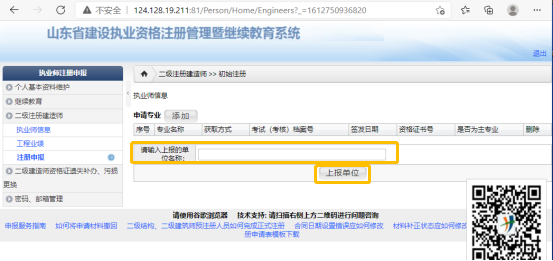 不安全 | 124.128.19.211:81/Person/Home/Engineers?_=1612750936820
山东省建设执业资格注册管理暨继续教育系统
退出
执业师注册申报
个人基本资料维护
继续教育
二级注册建造师
执业师信息
工程业绩
注册申报
二级建造师资格证遗失补办、污损更换
密码、邮箱管理
二级注册建造师 >> 初始注册
执业师信息
申请专业 添加
序号 专业名称 获取方式 考试（考核）档案号 签发日期 资格证书号 是否为主专业 删除
请输入上报的单
位名称:
上报单位
请使用谷歌浏览器 技术支持: 请扫描右侧上方二维码进行问题咨询
申报服务指南 如何将申请材料撤回 二级结构、二级建筑师预注册人员如何完成正式注册 合同日期设置错误应如何修改 材料补正状态应如何修改
册申请表模板下载